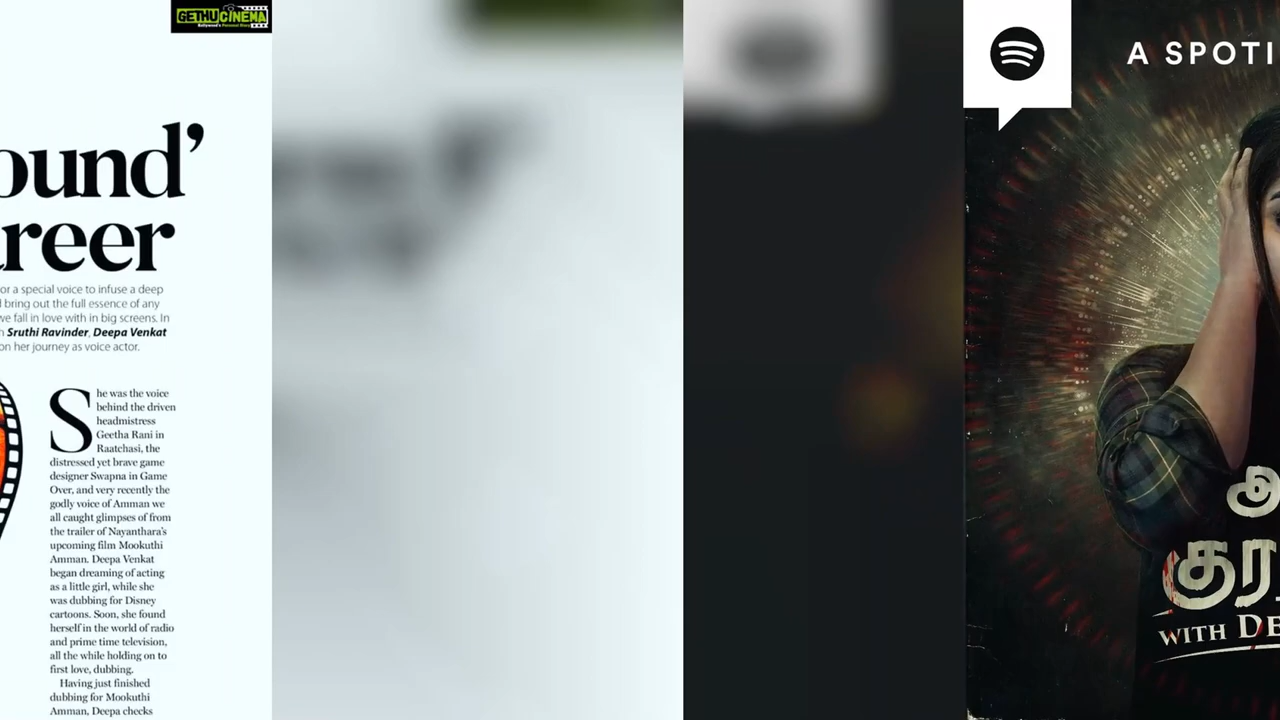 GETHU CINEMA
ound’
reer
or a special voice to infuse a deep
bring out the full essence of any
we fall in love with in big screens. In
Sruthi Ravinder, Deepa Venkat
on her journey as voice actor.
She was the voice
behind the driven
headmistress
Geetha Rani in
Raatchasi, the
distressed yet brave game
designer Swapna in Game
Over, and very recently the
godly voice of Amman we
all caught glimpses of from
the trailer of Nayanthara's
upcoming film Mookuthi
Amman. Deepa Venkat
began dreaming of acting
as a little girl, while she
was dubbing for Disney
cartoons. Soon, she found
herself in the world of radio
and prime time television,
all the while holding on to
first love, dubbing.
Having just finished
dubbing for Mookuthi
Amman, Deepa checks
A SPOTI
அ
குர
WITH DE